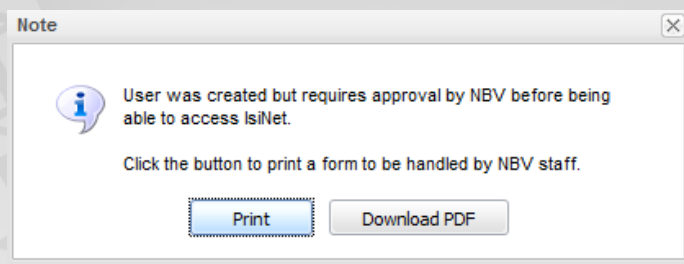 Note
User was created but requires approval by NBV before being
able to access IsiNet.
Click the button to print a form to be handled by NBV staff.
Print
Download PDF